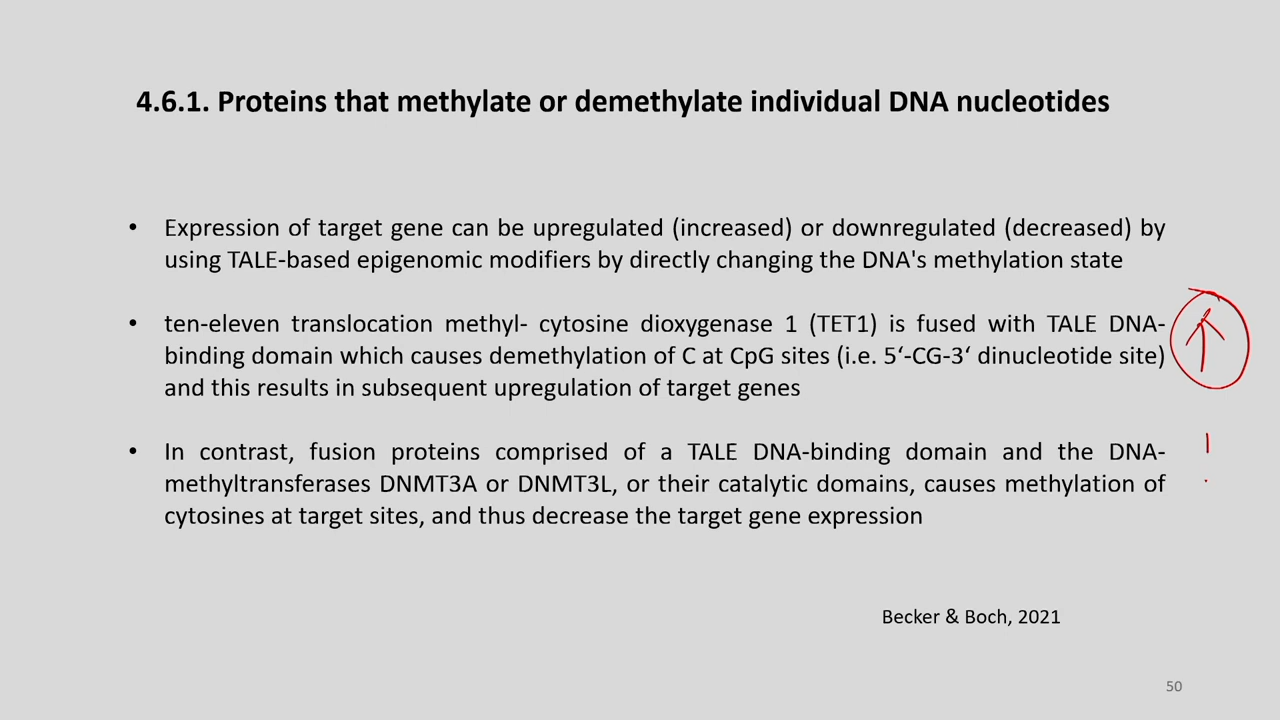 4.6.1. Proteins that methylate or demethylate individual DNA nucleotides
• Expression of target gene can be upregulated (increased) or downregulated (decreased) by
using TALE-based epigenomic modifiers by directly changing the DNA's methylation state
• ten-eleven translocation methyl- cytosine dioxygenase 1 (TET1) is fused with TALE DNA-
binding domain which causes demethylation of C at CpG sites (i.e. 5‘-CG-3‘ dinucleotide site)
and this results in subsequent upregulation of target genes
• In contrast, fusion proteins comprised of a TALE DNA-binding domain and the DNA-
methyltransferases DNMT3A or DNMT3L, or their catalytic domains, causes methylation of
cytosines at target sites, and thus decrease the target gene expression
Becker & Boch, 2021
50